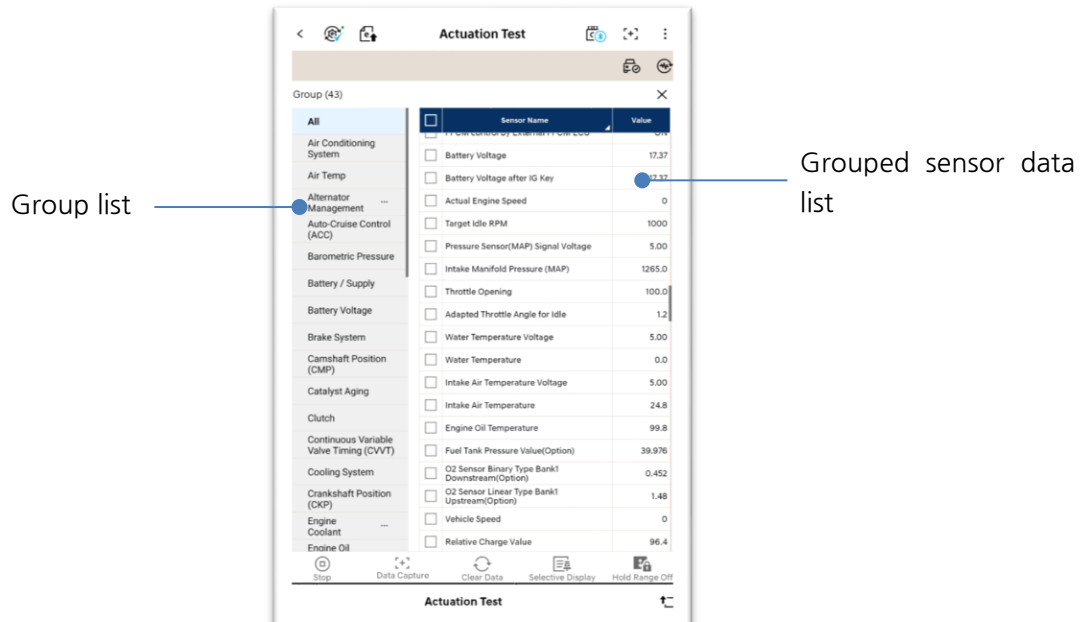 Actuation Test
Group (43)
All
Air Conditioning
System
Air Temp
Alternator ...
Management
Auto-Cruise Control
(ACC)
Barometric Pressure
Battery / Supply
Battery Voltage
Brake System
Camshaft Position
(CMP)
Catalyst Aging
Clutch
Continuous Variable
Valve Timing (CVVT)
Cooling System
Crankshaft Position
(CKP)
Engine ...
Coolant
Engine Oil
Sensor Name Value
Battery Voltage 17.37
Battery Voltage after IG Key 17.37
Actual Engine Speed 0
Target Idle RPM 1000
Pressure Sensor(MAP) Signal Voltage 5.00
Intake Manifold Pressure (MAP) 1265.0
Throttle Opening 100.0
Adapted Throttle Angle for Idle 1.2
Water Temperature Voltage 5.00
Water Temperature 0.0
Intake Air Temperature Voltage 5.00
Intake Air Temperature 24.8
Engine Oil Temperature 99.8
Fuel Tank Pressure Value(Option) 39.976
O2 Sensor Binary Type Bank1
Downstream(Option) 0.452
O2 Sensor Linear Type Bank1
Upstream(Option) 1.48
Vehicle Speed 0
Relative Charge Value 96.4
Stop Data Capture Clear Data Selective Display Hold Range Off
Actuation Test
Group list
Grouped sensor data
list